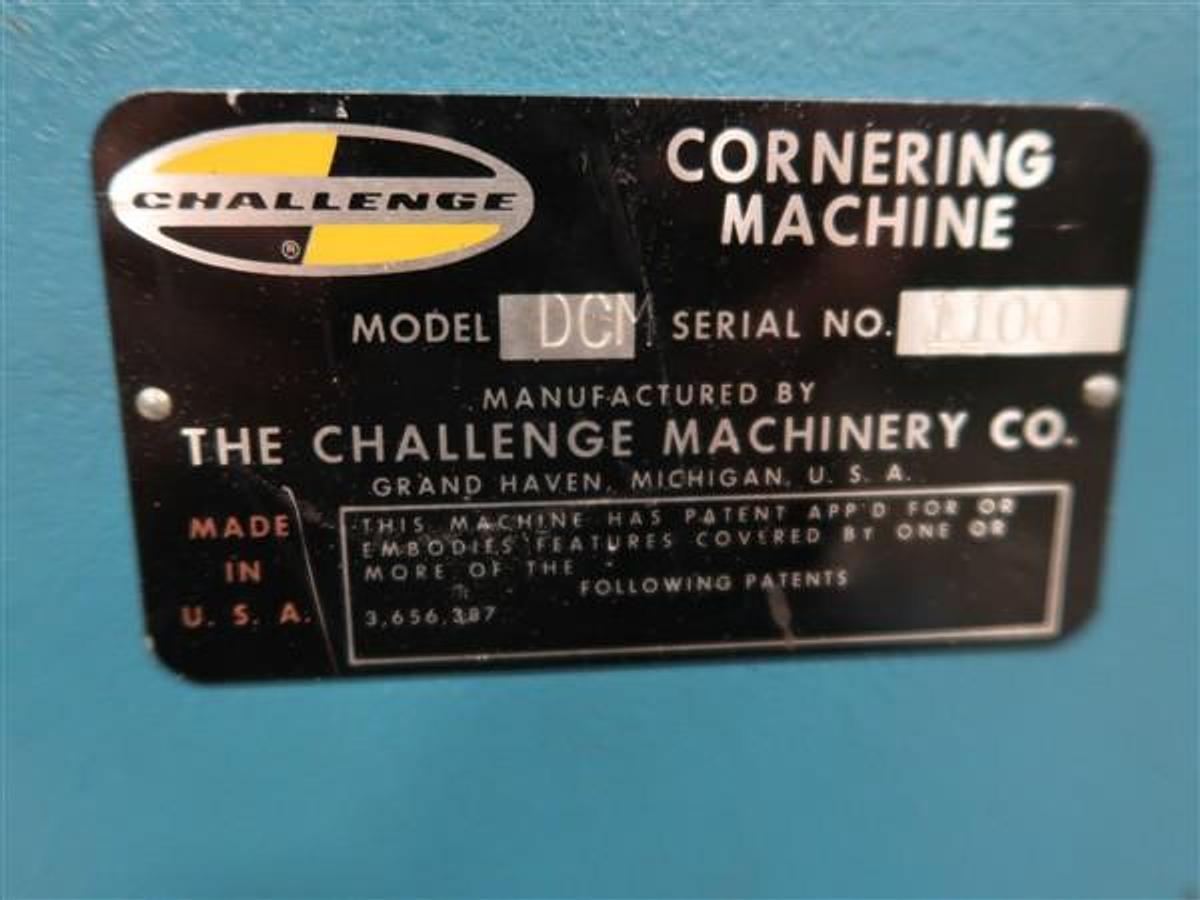 CHALLENGE
®
CORNERING
MACHINE
MODEL DCM SERIAL NO. 1100
MANUFACTURED BY
THE CHALLENGE MACHINERY CO.
GRAND HAVEN, MICHIGAN, U. S. A.
MADE
IN
U. S. A.
THIS MACHINE HAS PATENT APP'D FOR OR
EMBODIES FEATURES COVERED BY ONE OR
MORE OF THE
FOLLOWING PATENTS
3,656,387